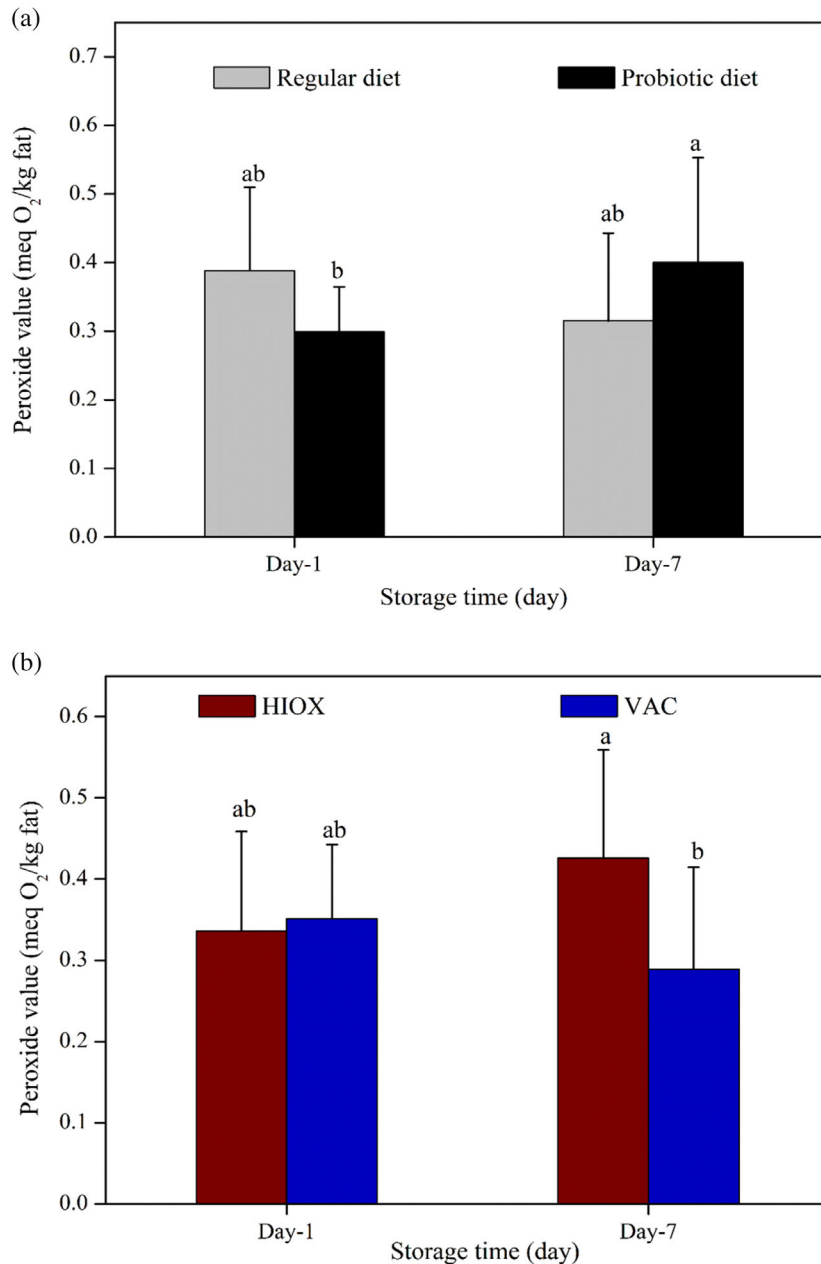 (a)
0.7
Regular diet
Probiotic diet
0.6
a
ab
0.5
ab
b
0.4
0.3
0.2
0.1
0.0
Peroxide value (meq O₂/kg fat)
Day-1
Day-7
Storage time (day)
(b)
HIOX
VAC
0.6
a
0.5
ab
ab
b
0.4
0.3
0.2
0.1
0.0
Peroxide value (meq O₂/kg fat)
Day-1
Day-7
Storage time (day)